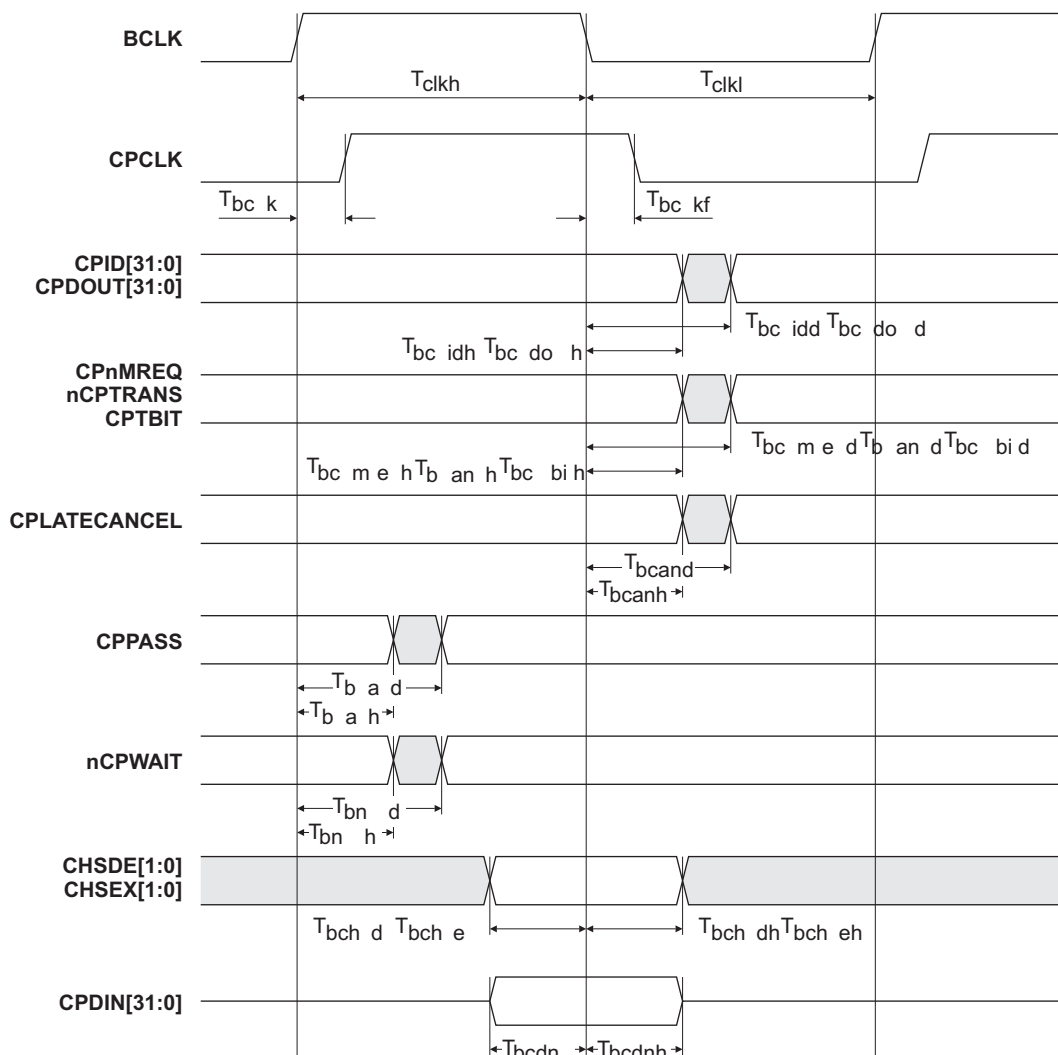 BCLK
Tclkh
Tclkl
CPCLK
Tbc k
Tbc kf
CPID[31:0]
CPDOUT[31:0]
Tbc idd Tbc do d
Tbc idh Tbc do h
CPnMREQ
nCPTRANS
CPTBIT
Tbc m e d Tb an d Tbc bi d
Tbc m e h Tb an h Tbc bi h
CPLATECANCEL
Tbcand
Tbcanh
CPPASS
Tb a d
Tb a h
nCPWAIT
Tbn d
Tbn h
CHSDE[1:0]
CHSEX[1:0]
Tbch d Tbch e
Tbch dh Tbch eh
CPDIN[31:0]
Tbcdn
Tbcdnh